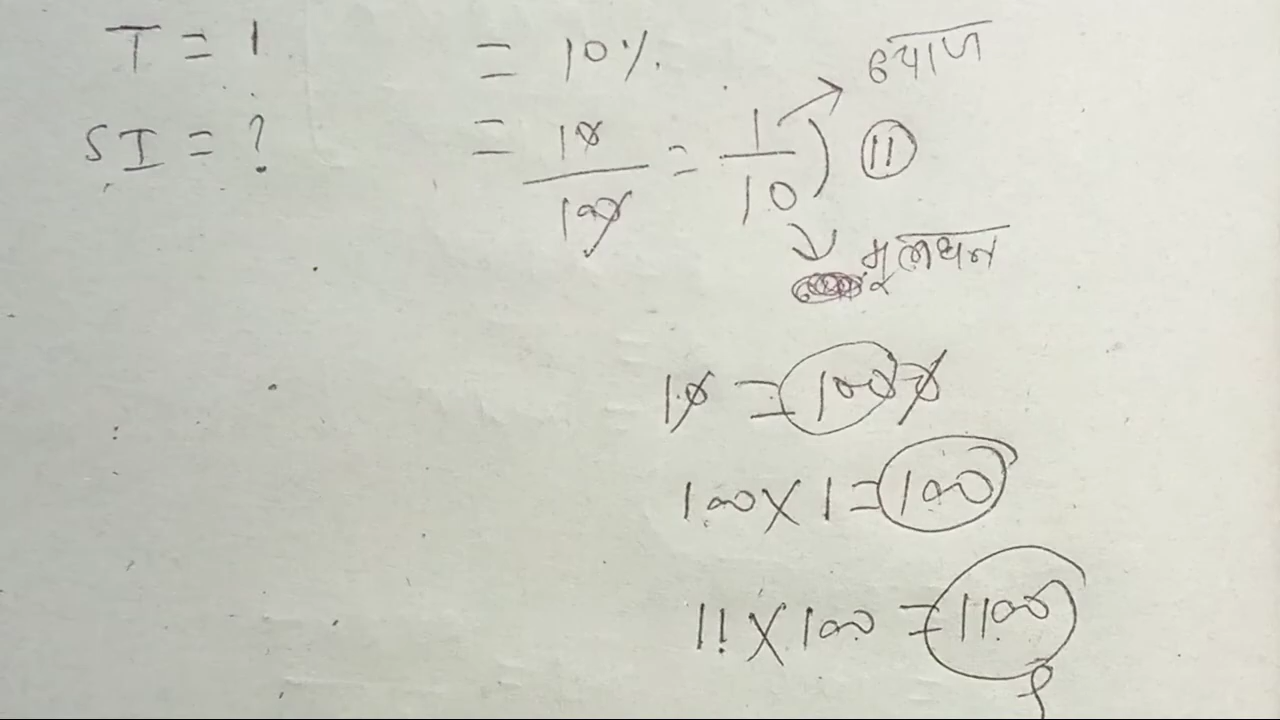 T = 1
SI = ?
= 10%
= 10/100 = 1/10
ब्याज
11
मूलधन
10 = 1000
100 X 1 = 100
11 X 100 = 1100